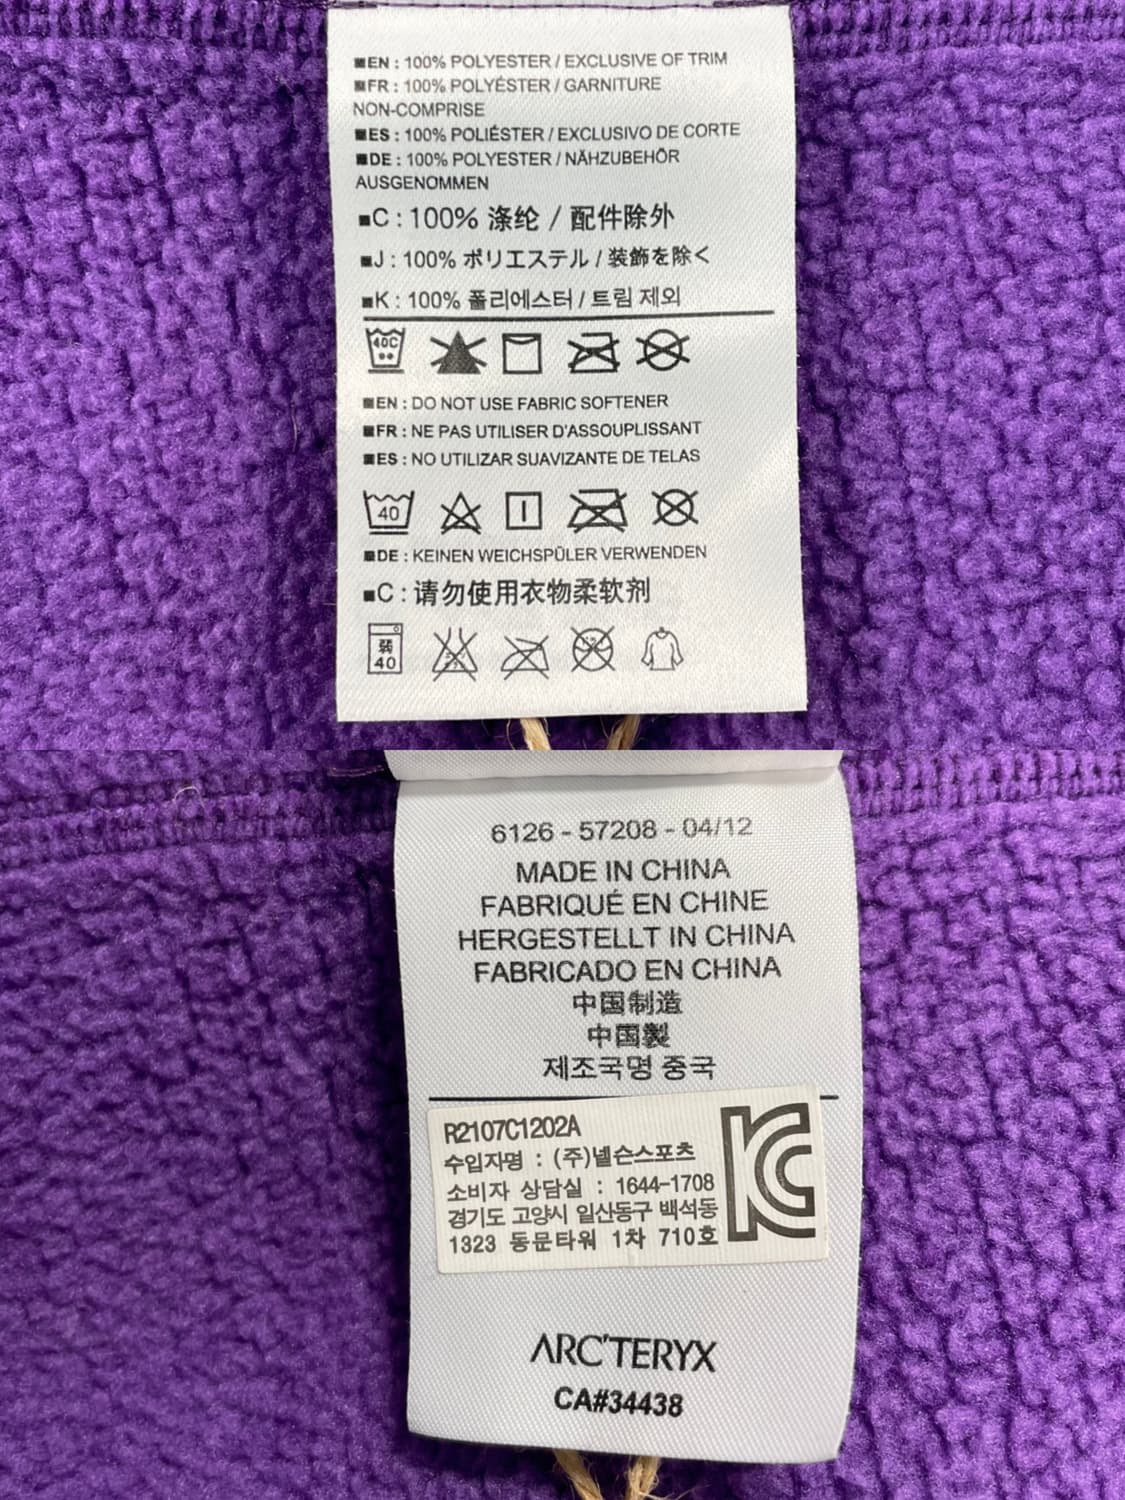 ■EN : 100% POLYESTER / EXCLUSIVE OF TRIM
■FR : 100% POLYÉSTER / GARNITURE
NON-COMPRISE
■ES : 100% POLIÉSTER / EXCLUSIVO DE CORTE
■DE : 100% POLYESTER / NÄHZUBEHÖR
AUSGENOMMEN
■C : 100% 涤纶 / 配件除外
■J : 100% ポリエステル / 装飾を除く
■K : 100% 폴리에스터 / 트림 제외
40C
■EN : DO NOT USE FABRIC SOFTENER
■FR : NE PAS UTILISER D'ASSOUPLISSANT
■ES : NO UTILIZAR SUAVIZANTE DE TELAS
40
■DE : KEINEN WEICHSPÜLER VERWENDEN
■C : 请勿使用衣物柔软剂
弱
40
6126 - 57208 - 04/12
MADE IN CHINA
FABRIQUÉ EN CHINE
HERGESTELLT IN CHINA
FABRICADO EN CHINA
中国制造
中国製
제조국명 중국
R2107C1202A
수입자명 : (주)넬슨스포츠
소비자 상담실 : 1644-1708
경기도 고양시 일산동구 백석동
1323 동문타워 1차 710호
KC
ARC'TERYX
CA#34438